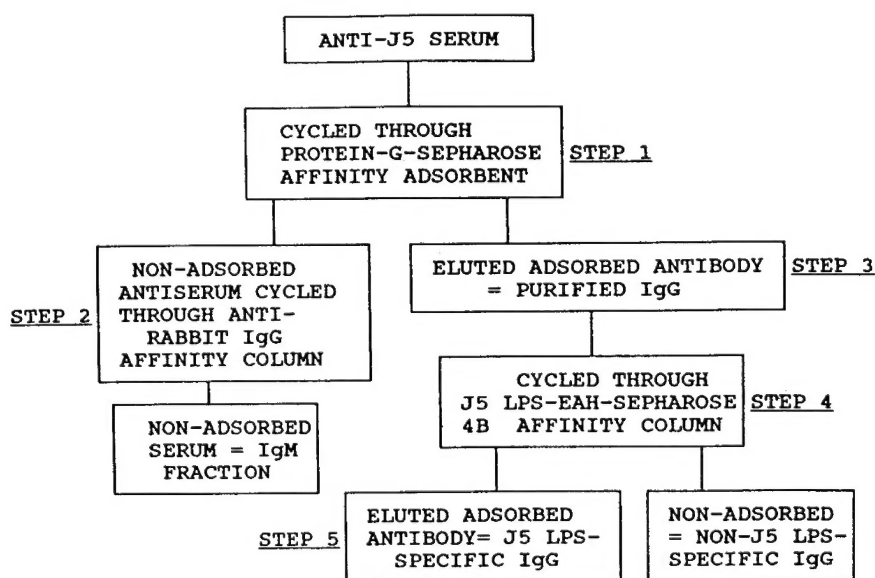 ANTI-J5 SERUM
CYCLED THROUGH
PROTEIN-G-SEPHAROSE
AFFINITY ADSORBENT
STEP 1
NON-ADSORBED
ANTISERUM CYCLED
THROUGH ANTI-
RABBIT IgG
AFFINITY COLUMN
STEP 2
ELUTED ADSORBED ANTIBODY
= PURIFIED IgG
STEP 3
NON-ADSORBED
SERUM = IgM
FRACTION
CYCLED THROUGH
J5 LPS-EAH-SEPHAROSE
4B AFFINITY COLUMN
STEP 4
STEP 5
ELUTED ADSORBED
ANTIBODY= J5 LPS-
SPECIFIC IgG
NON-ADSORBED
= NON-J5 LPS-
SPECIFIC IgG